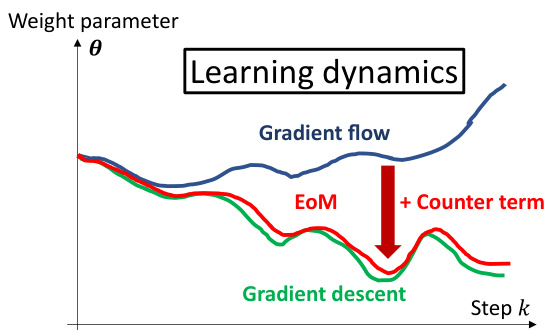 Weight parameter
θ
Learning dynamics
Gradient flow
EoM
+ Counter term
Gradient descent
Step k